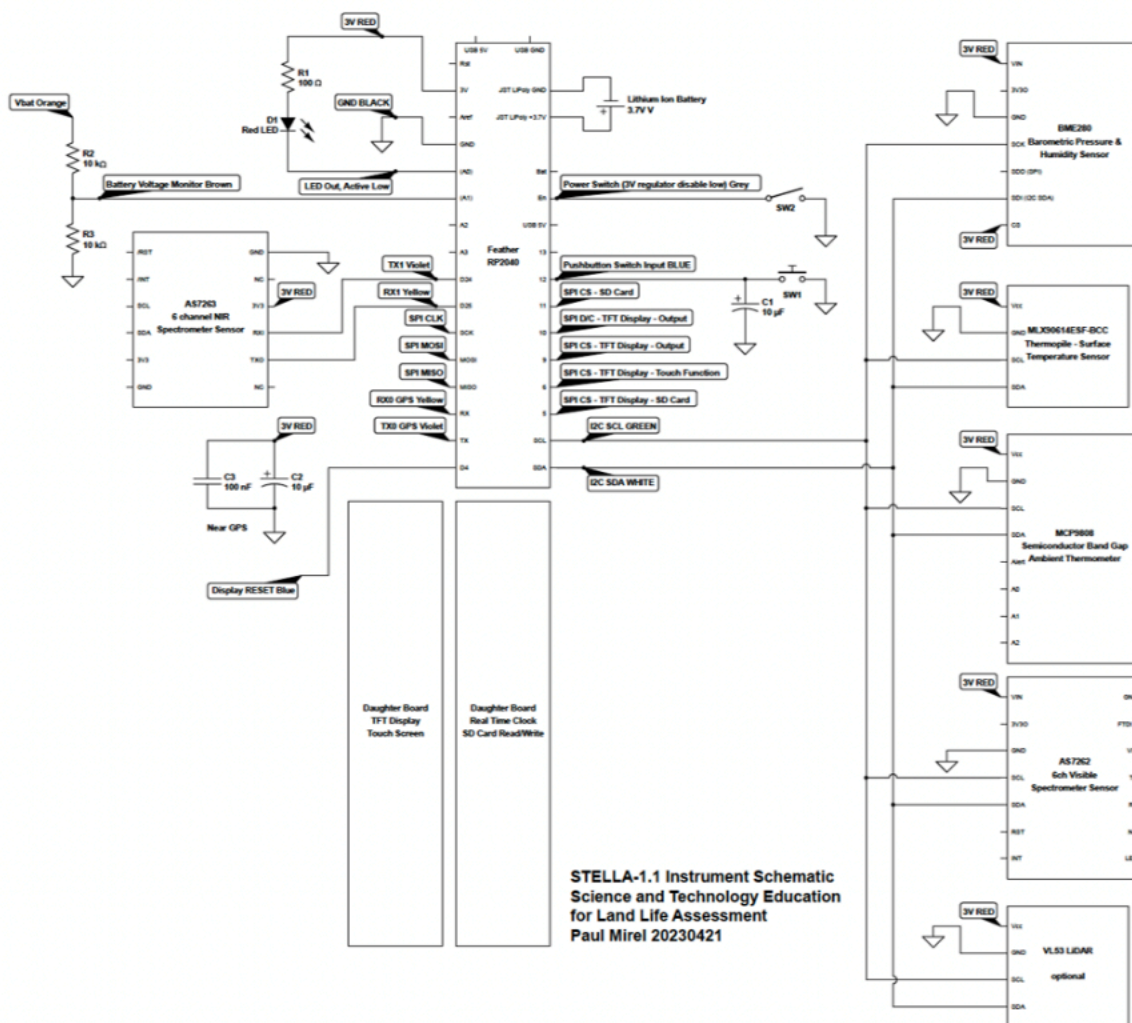 3V RED
USB 5V
USB GND
Rst
R1
100 Ω
3V
JST LiPoly GND
Vbat Orange
GND BLACK
Aref
JST LiPoly +3.7V
Lithium Ion Battery
3.7V V
D1
Red LED
GND
R2
10 kΩ
(A0)
Bat
LED Out, Active Low
Battery Voltage Monitor Brown
(A1)
En
Power Switch (3V regulator disable low) Grey
SW2
A2
USB 5V
R3
10 kΩ
A3
13
Feather
RP2040
/RST
GND
TX1 Violet
D24
12
Pushbutton Switch Input BLUE
SW1
/INT
NC
3V RED
RX1 Yellow
D25
11
SPI CS - SD Card
C1
10 µF
SCL
3V3
AS7263
6 channel NIR
Spectrometer Sensor
SPI CLK
SCK
10
SPI D/C - TFT Display - Output
SDA
RXI
SPI MOSI
MOSI
9
SPI CS - TFT Display - Output
3V3
TXO
SPI MISO
MISO
6
SPI CS - TFT Display - Touch Function
GND
NC
RX0 GPS Yellow
RX
5
SPI CS - TFT Display - SD Card
3V RED
TX0 GPS Violet
TX
SCL
I2C SCL GREEN
D4
SDA
I2C SDA WHITE
C3
100 nF
C2
10 µF
Near GPS
Display RESET Blue
Daughter Board
TFT Display
Touch Screen
Daughter Board
Real Time Clock
SD Card Read/Write
3V RED
VIN
3V3O
GND
SCK
SDO (SPI)
SDI (I2C SDA)
CS
3V RED
BME280
Barometric Pressure &
Humidity Sensor
3V RED
Vcc
GND
SCL
SDA
MLX90614ESF-BCC
Thermopile - Surface
Temperature Sensor
3V RED
Vcc
GND
SCL
SDA
Alert
A0
A1
A2
MCP9808
Semiconductor Band Gap
Ambient Thermometer
3V RED
VIN
3V3O
GND
SCL
SDA
RST
INT
AS7262
6ch Visible
Spectrometer Sensor
3V RED
Vcc
GND
SCL
SDA
VL53 LiDAR
optional
STELLA-1.1 Instrument Schematic
Science and Technology Education
for Land Life Assessment
Paul Mirel 20230421